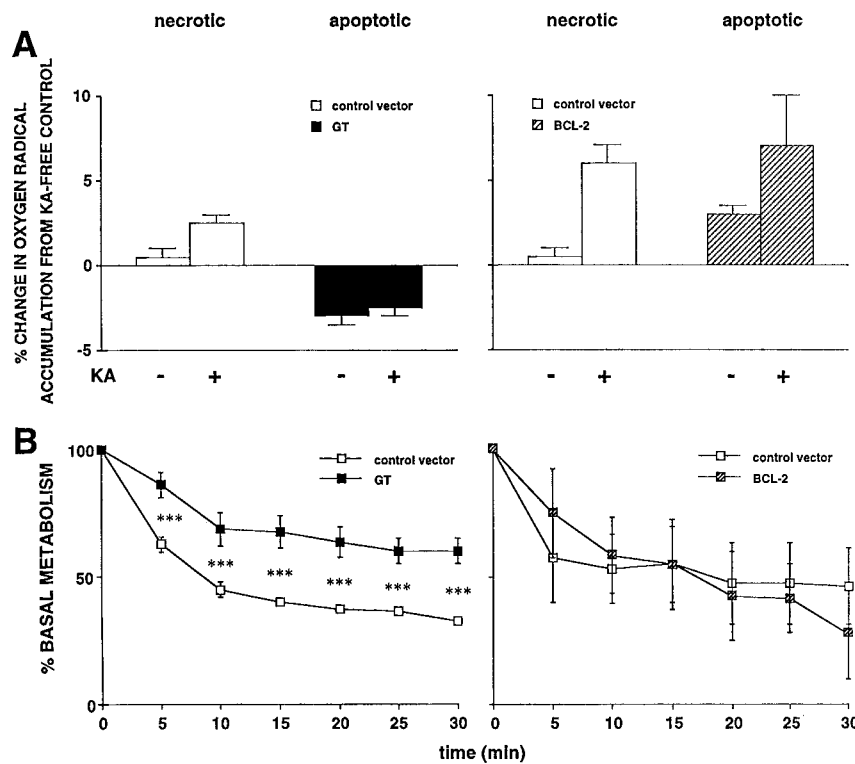 necrotic apoptotic necrotic apoptotic
A
% CHANGE IN OXYGEN RADICAL
ACCUMULATION FROM KA-FREE CONTROL
10
5
0
-5
control vector
GT
control vector
BCL-2
KA - + - + - + - +
B
% BASAL METABOLISM
100
50
0
control vector
GT
*** *** *** *** *** ***
control vector
BCL-2
0 5 10 15 20 25 30 0 5 10 15 20 25 30
time (min)